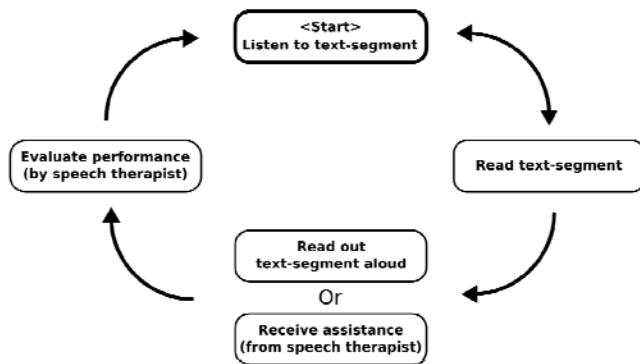 <Start>
Listen to text-segment
Read text-segment
Read out
text-segment aloud
Or
Receive assistance
(from speech therapist)
Evaluate performance
(by speech therapist)